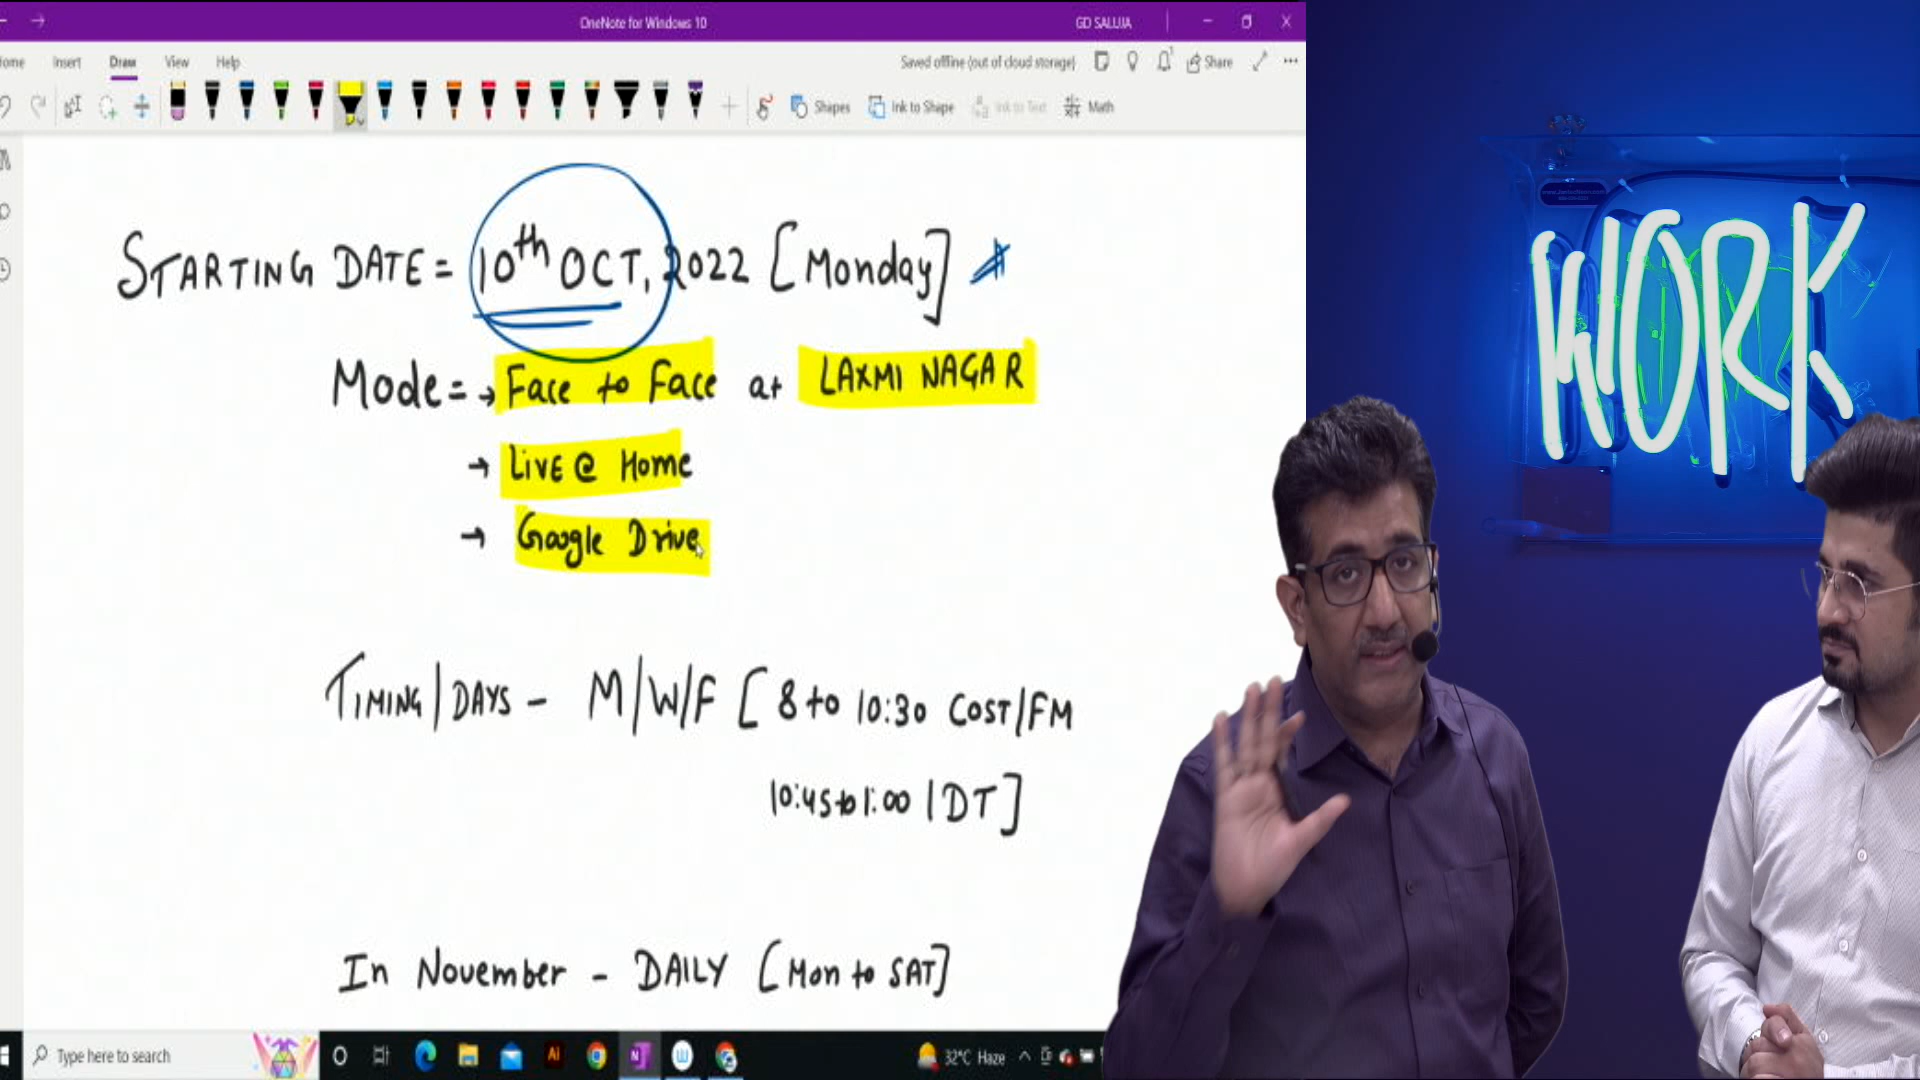 OneNote for Windows 10
GD SALUJA
Insert
Draw
View
Help
Saved offline (out of cloud storage)
Share
Shapes
Ink to Shape
Ink to Text
Math
STARTING DATE = 10th OCT, 2022 [Monday]
Mode = → Face to Face at LAXMI NAGAR
→ LIVE @ Home
→ Google Drive
TIMING/DAYS - M/W/F [8 to 10:30 COST/FM
10:45 to 1:00 IDT]
In November - DAILY [Mon to SAT]
WORK
Type here to search
32°C Haze